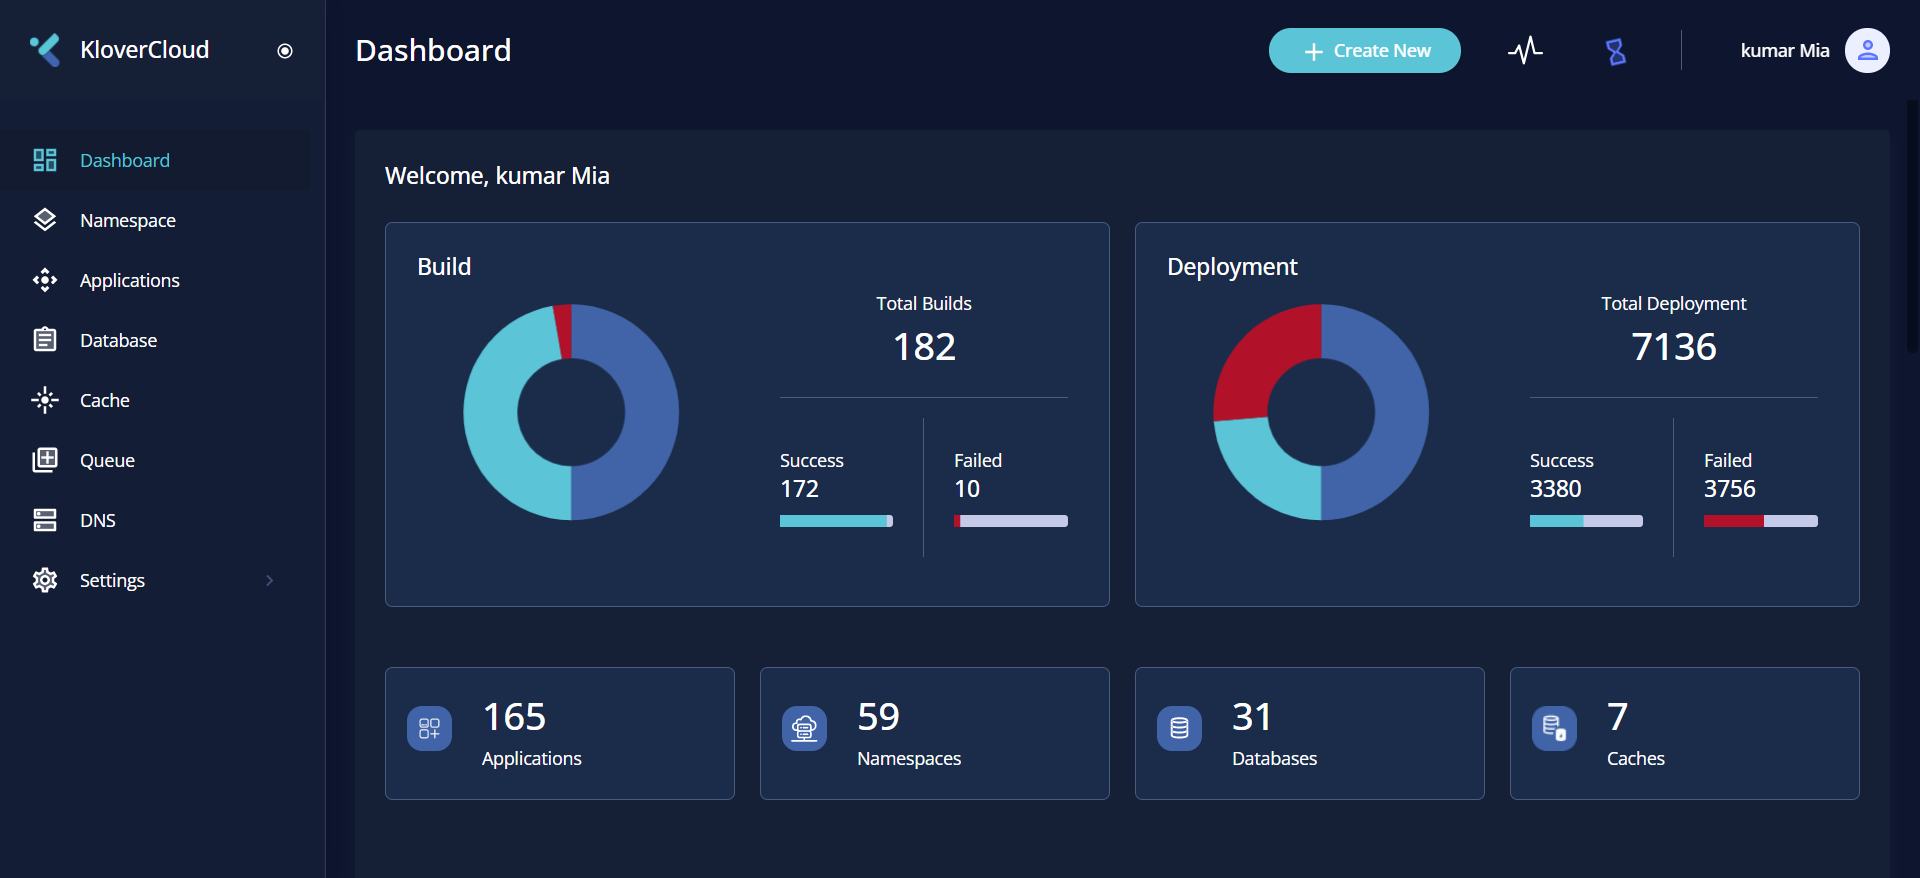 KloverCloud
Dashboard
Create New
kumar Mia
Dashboard
Namespace
Applications
Database
Cache
Queue
DNS
Settings
Welcome, kumar Mia
Build
Total Builds
182
Success
172
Failed
10
Deployment
Total Deployment
7136
Success
3380
Failed
3756
165
Applications
59
Namespaces
31
Databases
7
Caches